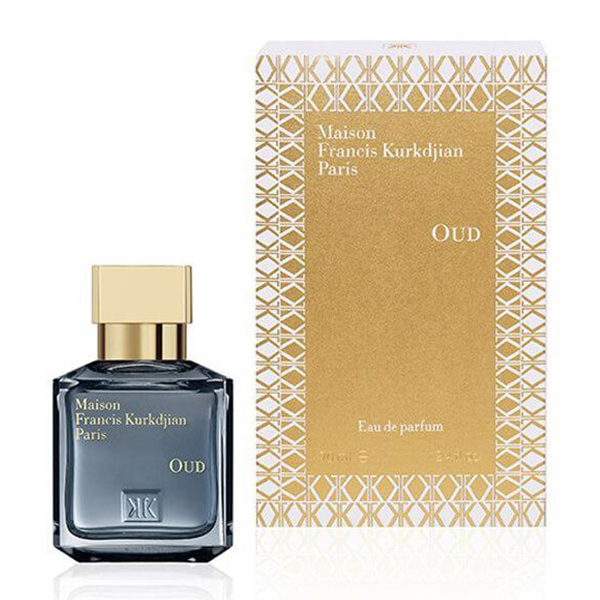 Maison
Francis Kurkdjian
Paris
OUD
Eau de parfum
Maison
Francis Kurkdjian
Paris
OUD